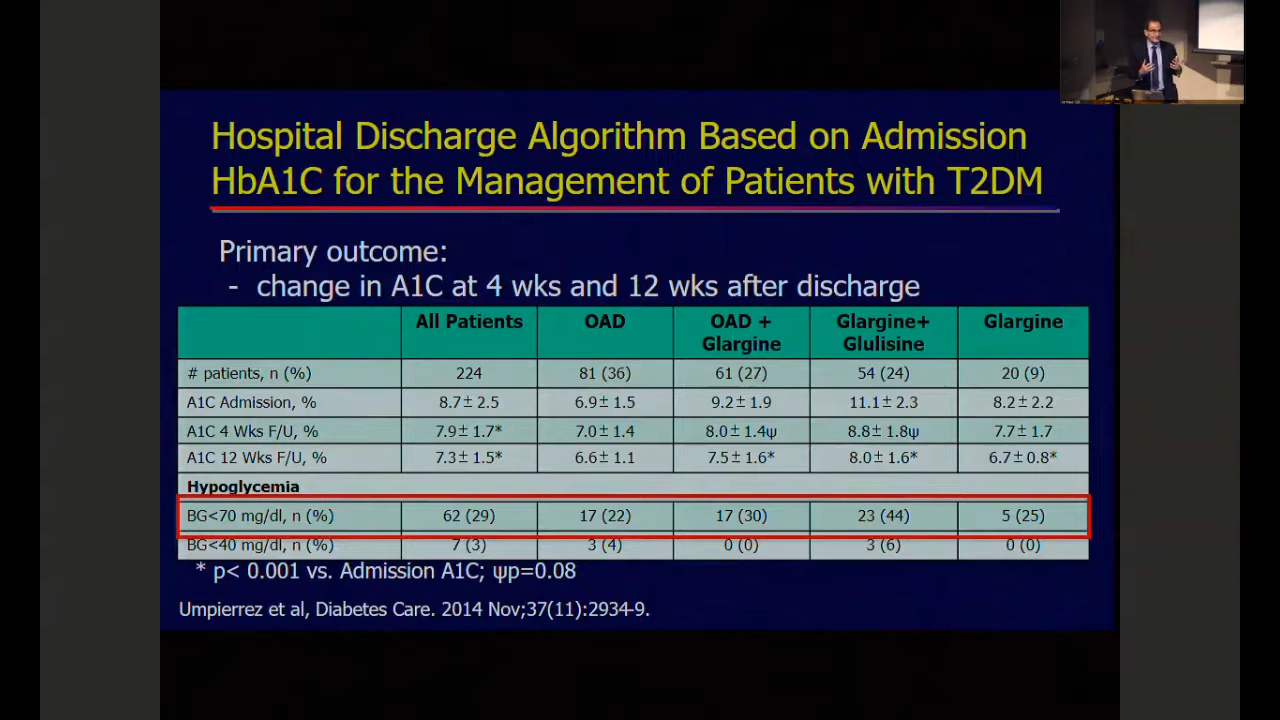 Hospital Discharge Algorithm Based on Admission
HbA1C for the Management of Patients with T2DM
Primary outcome:
- change in A1C at 4 wks and 12 wks after discharge
All Patients OAD OAD + Glargine Glargine+ Glulisine Glargine
# patients, n (%) 224 81 (36) 61 (27) 54 (24) 20 (9)
A1C Admission, % 8.7± 2.5 6.9± 1.5 9.2± 1.9 11.1± 2.3 8.2± 2.2
A1C 4 Wks F/U, % 7.9± 1.7* 7.0± 1.4 8.0± 1.4ψ 8.8± 1.8ψ 7.7± 1.7
A1C 12 Wks F/U, % 7.3± 1.5* 6.6± 1.1 7.5± 1.6* 8.0± 1.6* 6.7± 0.8*
Hypoglycemia
BG<70 mg/dl, n (%) 62 (29) 17 (22) 17 (30) 23 (44) 5 (25)
BG<40 mg/dl, n (%) 7 (3) 3 (4) 0 (0) 3 (6) 0 (0)
* p< 0.001 vs. Admission A1C; ψp=0.08
Umpierrez et al, Diabetes Care. 2014 Nov;37(11):2934-9.